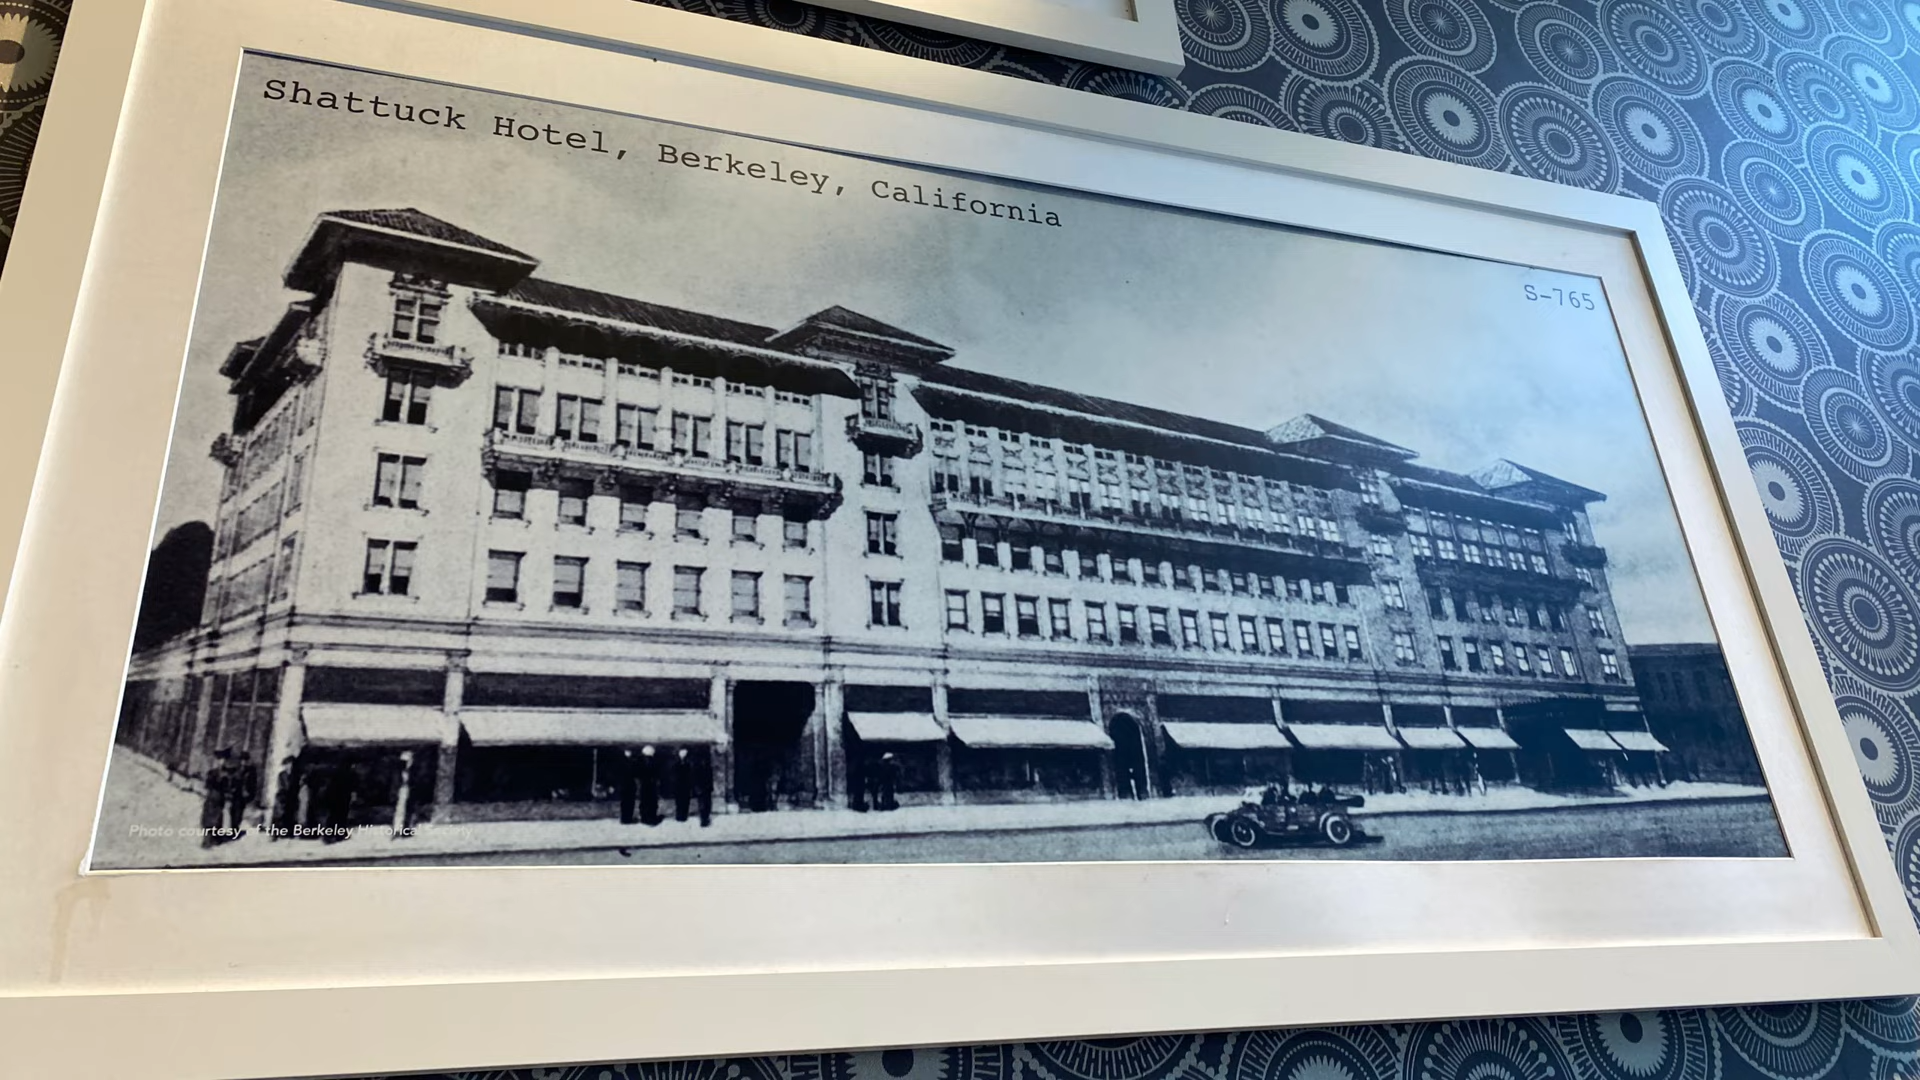 Shattuck Hotel, Berkeley, California
S-765
Photo courtesy of the Berkeley Historical Society